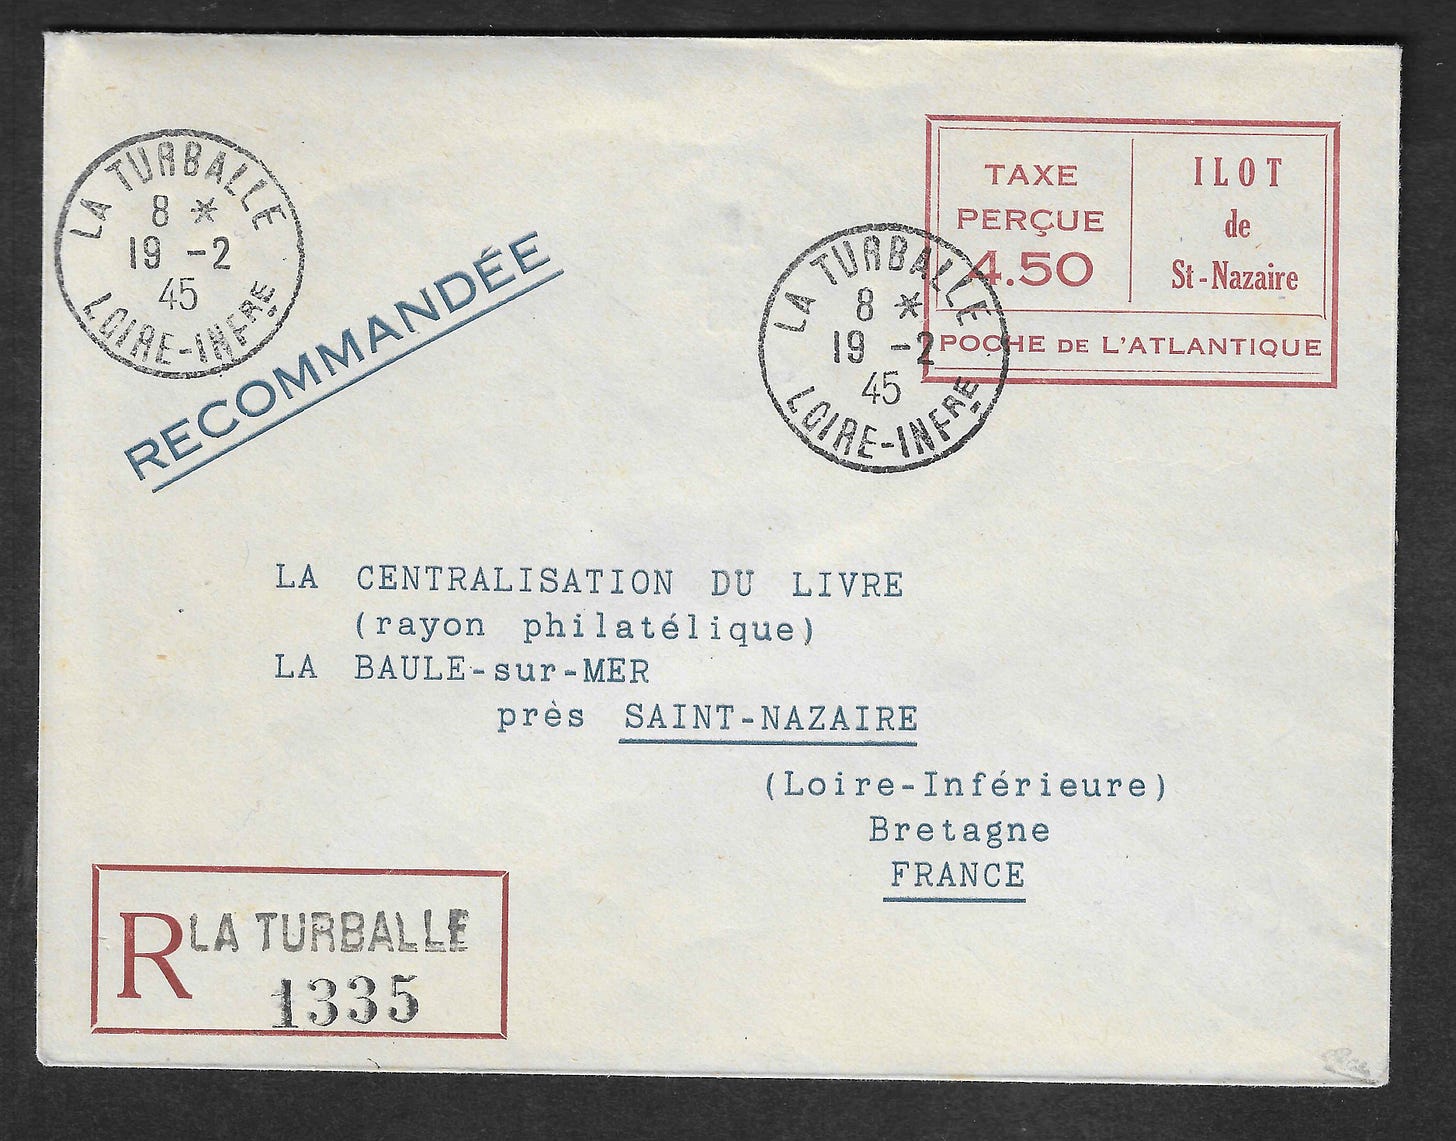 LA TURBALLE
8 *
19 -2
45
LOIRE-INFRE
RECOMMANDÉE
TAXE
PERÇUE
4.50
ILOT
de
St-Nazaire
POCHE DE L'ATLANTIQUE
LA TURBALLE
8 *
19 -2
45
LOIRE-INFRE
LA CENTRALISATION DU LIVRE
(rayon philatélique)
LA BAULE-sur-MER
près SAINT-NAZAIRE
(Loire-Inférieure)
Bretagne
FRANCE
R LA TURBALLE
1335